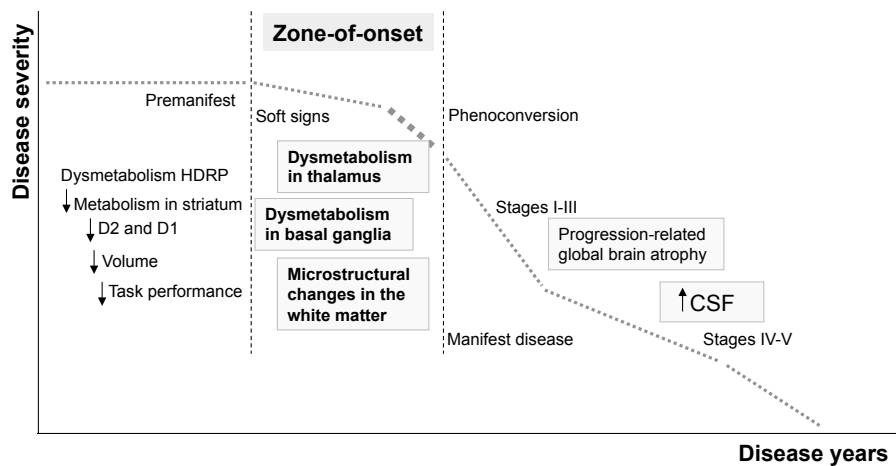 Zone-of-onset
Disease severity
Premanifest
Soft signs
Phenoconversion
Dysmetabolism HDRP
Metabolism in striatum
D2 and D1
Volume
Task performance
Dysmetabolism
in thalamus
Dysmetabolism
in basal ganglia
Microstructural
changes in the
white matter
Stages I-III
Progression-related
global brain atrophy
CSF
Manifest disease
Stages IV-V
Disease years